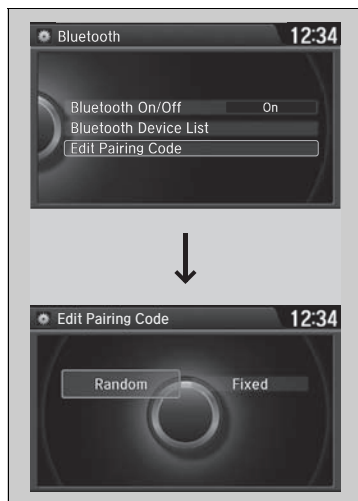 Bluetooth 12:34
Bluetooth On/Off On
Bluetooth Device List
Edit Pairing Code
Edit Pairing Code 12:34
Random Fixed